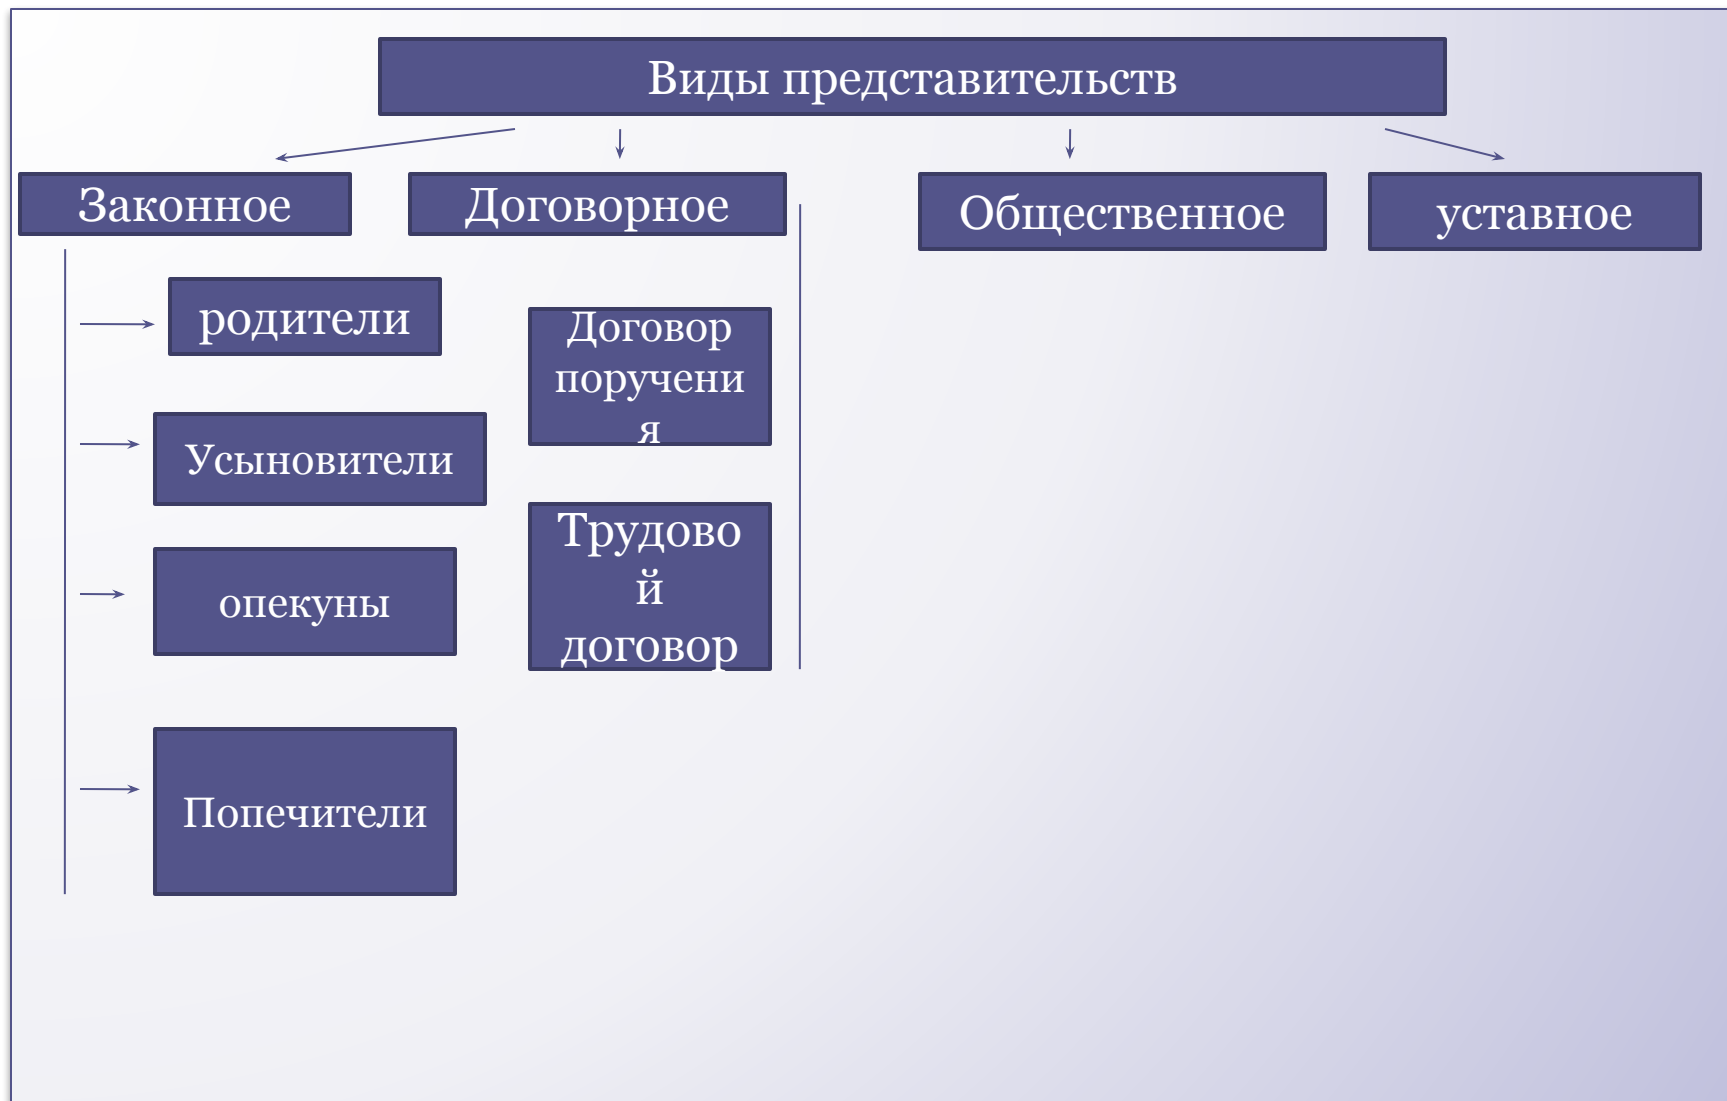 Виды представительств
Законное
Договорное
Общественное
уставное
родители
Усыновители
опекуны
Попечители
Договор
поручени
я
Трудово
й
договор